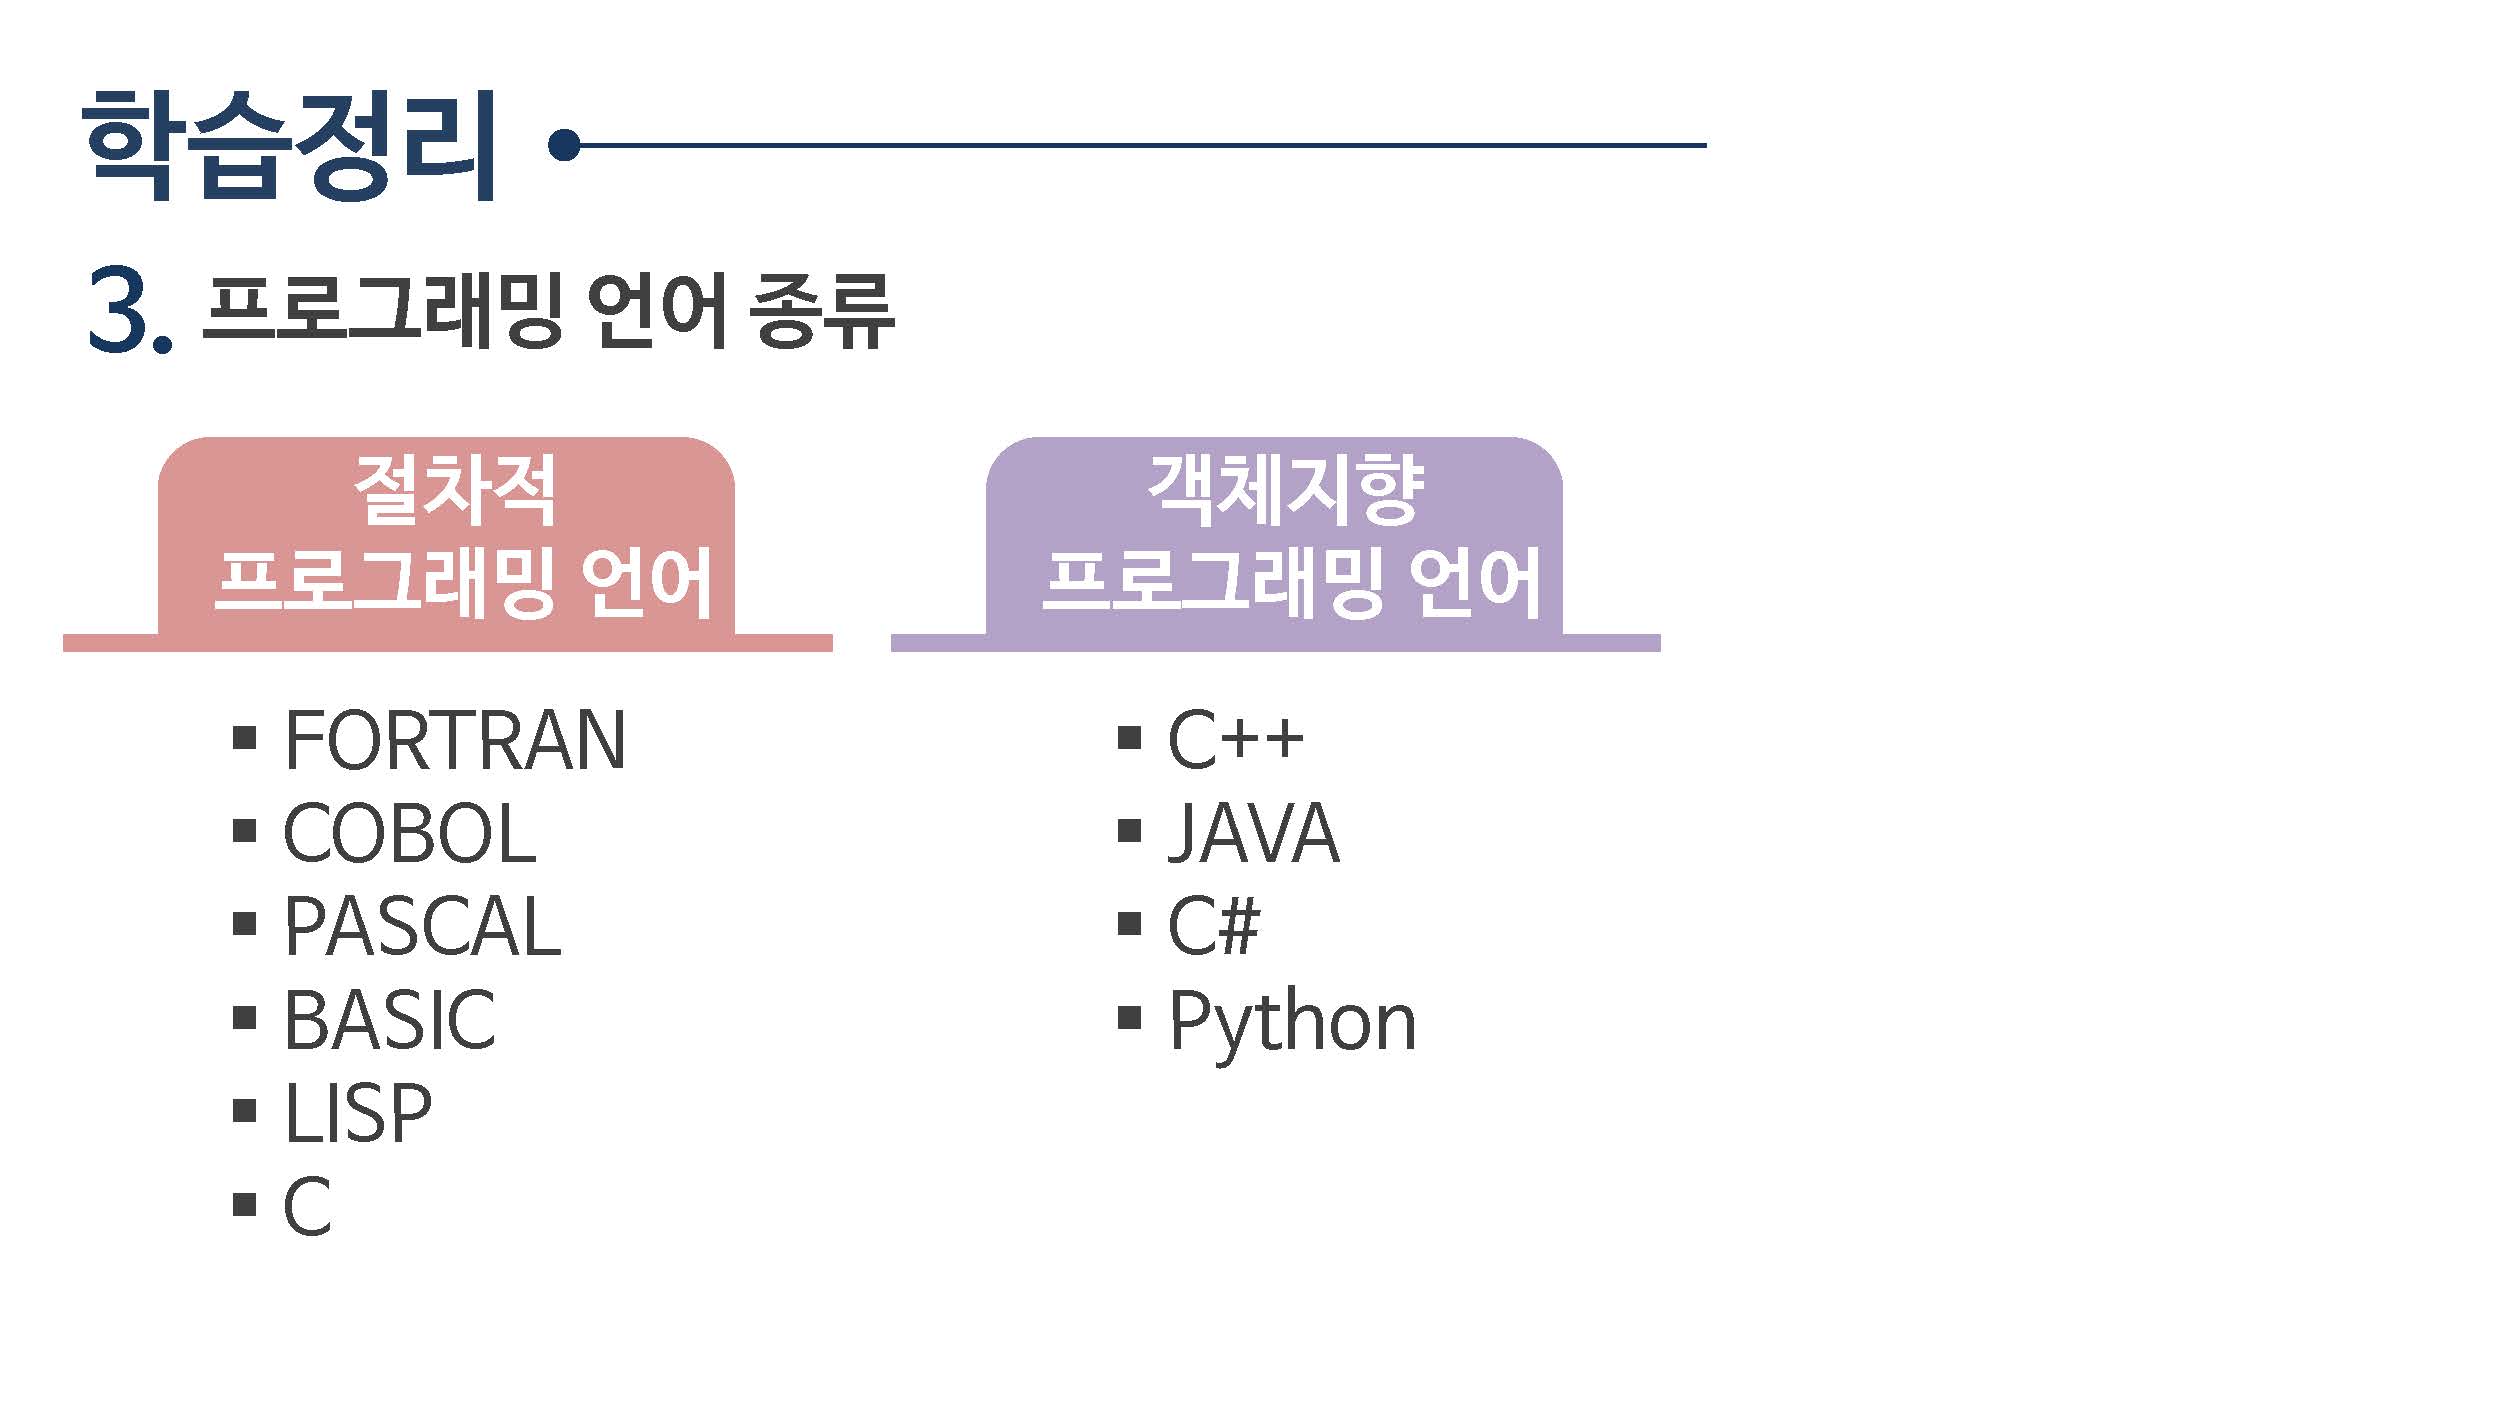 학습정리
3. 프로그래밍 언어 종류
절차적
프로그래밍 언어
▪ FORTRAN
▪ COBOL
▪ PASCAL
▪ BASIC
▪ LISP
▪ C
객체지향
프로그래밍 언어
▪ C++
▪ JAVA
▪ C#
▪ Python